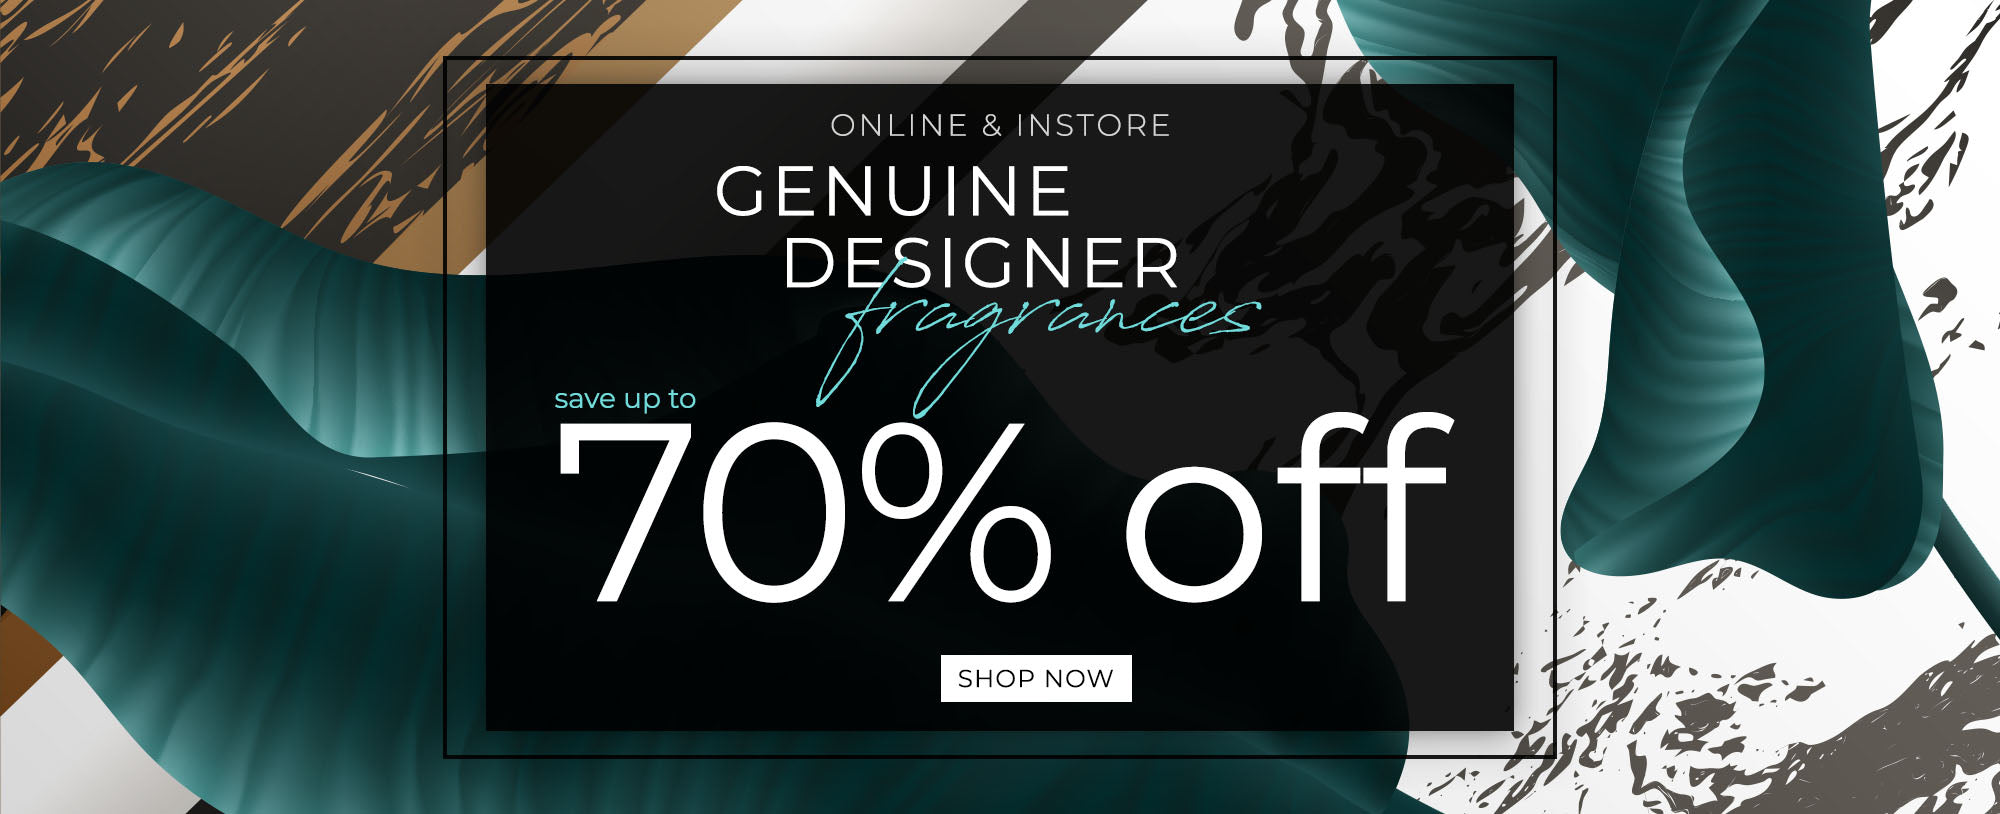 ONLINE & INSTORE
GENUINE
DESIGNER
fragrances
save up to
70% off
SHOP NOW